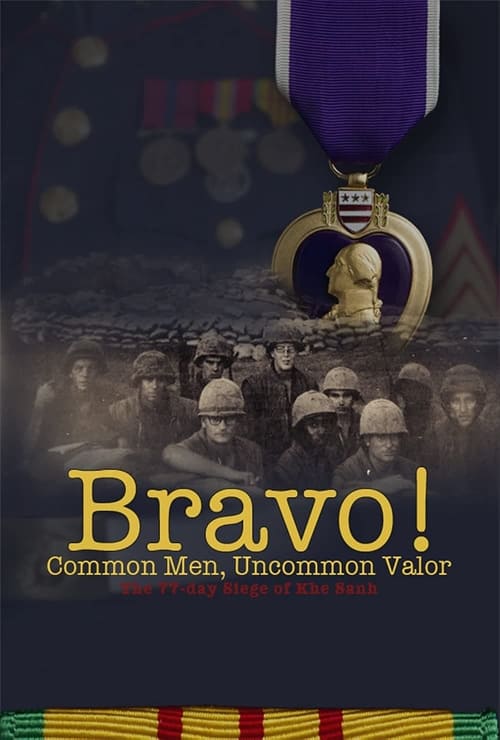 Bravo!
Common Men, Uncommon Valor
The 77-day Siege of Khe Sanh